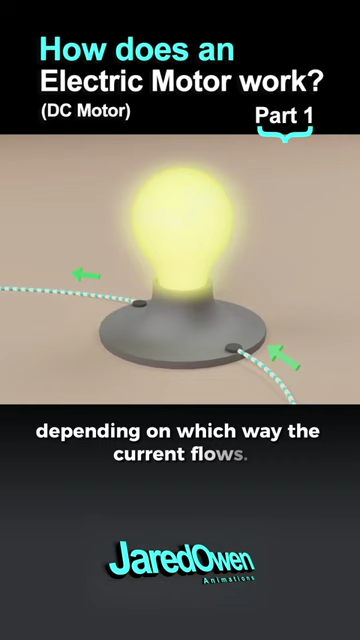 How does an
Electric Motor work?
(DC Motor)
Part 1
depending on which way the
current flows.
JaredOwen
Animations